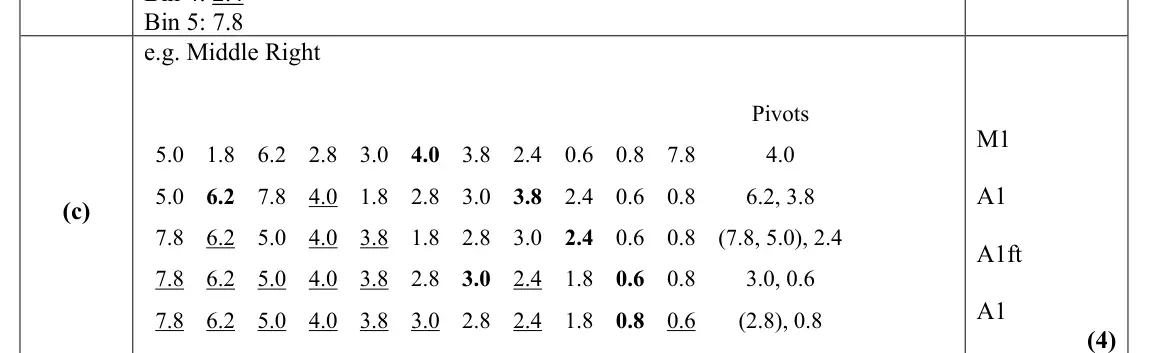 Bin 5: 7.8
e.g. Middle Right
Pivots
5.0 1.8 6.2 2.8 3.0 4.0 3.8 2.4 0.6 0.8 7.8 4.0
M1
5.0 6.2 7.8 4.0 1.8 2.8 3.0 3.8 2.4 0.6 0.8 6.2, 3.8
A1
(c)
7.8 6.2 5.0 4.0 3.8 1.8 2.8 3.0 2.4 0.6 0.8 (7.8, 5.0), 2.4
A1ft
7.8 6.2 5.0 4.0 3.8 2.8 3.0 2.4 1.8 0.6 0.8 3.0, 0.6
7.8 6.2 5.0 4.0 3.8 3.0 2.8 2.4 1.8 0.8 0.6 (2.8), 0.8
A1
(4)